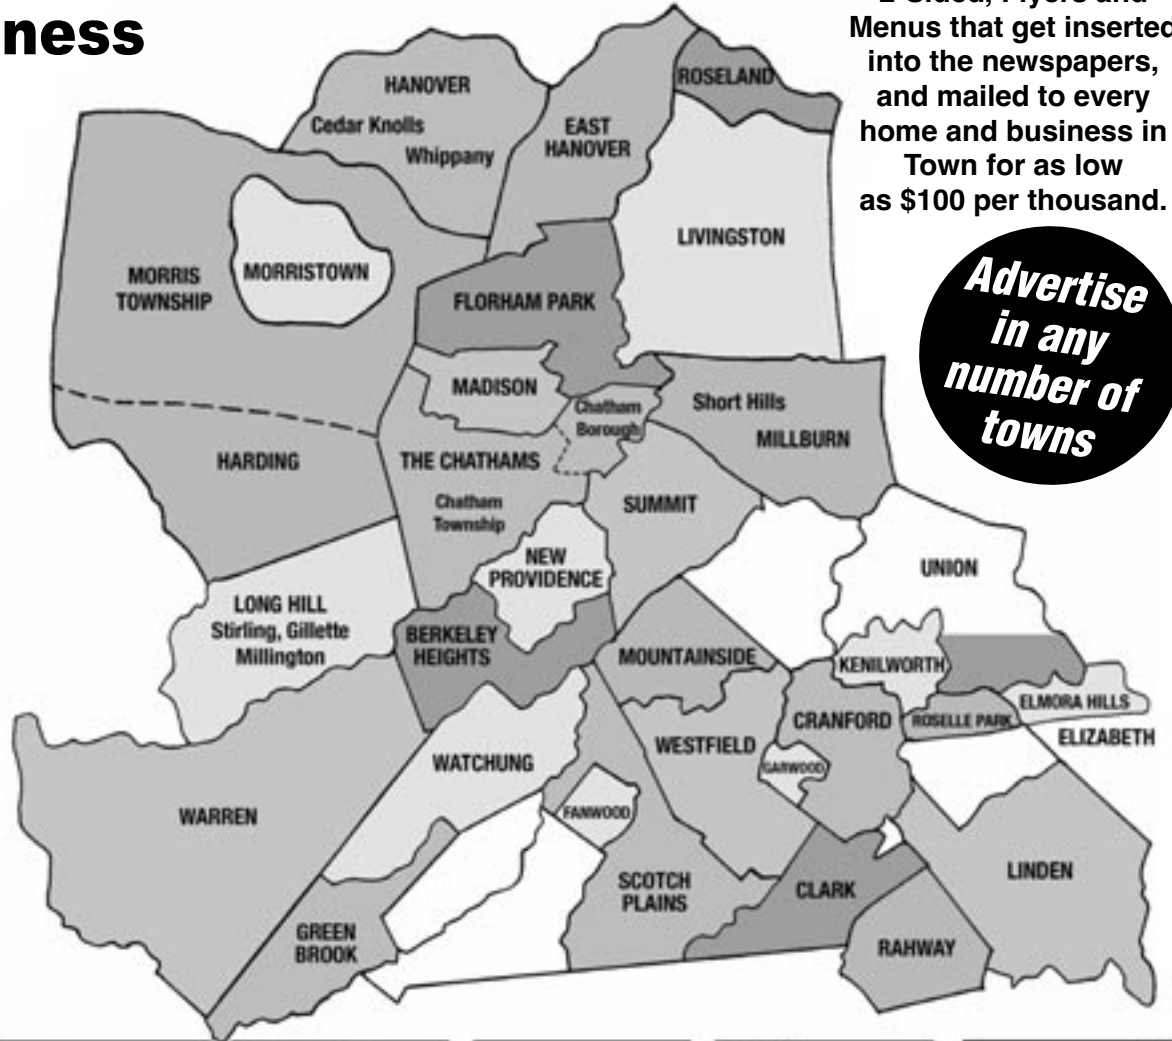 ness
Menus that get inserted
into the newspapers,
and mailed to every
home and business in
Town for as low
as $100 per thousand.
Advertise
in any
number of
towns
HANOVER
Cedar Knolls
Whippany
EAST
HANOVER
ROSELAND
LIVINGSTON
MORRIS
TOWNSHIP
MORRISTOWN
FLORHAM PARK
MADISON
Chatham
Borough
Short Hills
MILLBURN
HARDING
THE CHATHAMS
Chatham
Township
SUMMIT
NEW
PROVIDENCE
UNION
LONG HILL
Stirling, Gillette
Millington
BERKELEY
HEIGHTS
MOUNTAINSIDE
KENILWORTH
ELMORA HILLS
ROSELLE PARK
ELIZABETH
CRANFORD
WESTFIELD
GARWOOD
WATCHUNG
WARREN
FANWOOD
SCOTCH
PLAINS
CLARK
LINDEN
GREEN
BROOK
RAHWAY